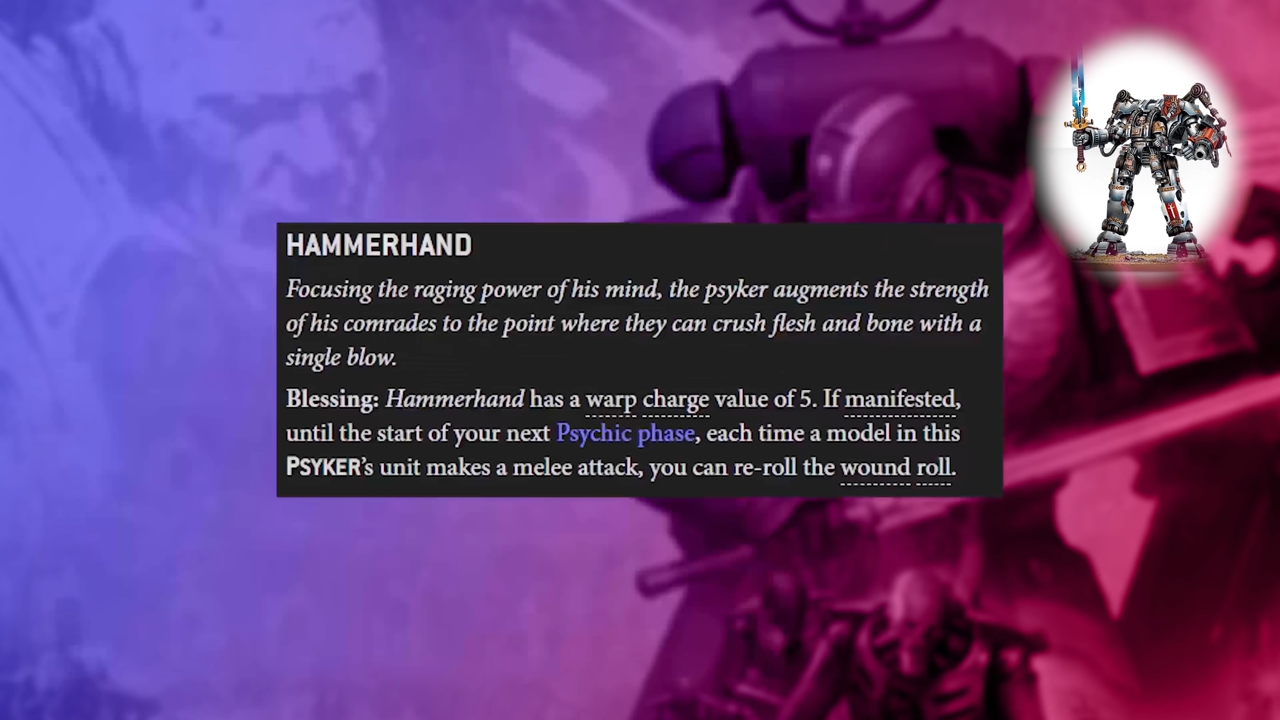 HAMMERHAND
Focusing the raging power of his mind, the psyker augments the strength
of his comrades to the point where they can crush flesh and bone with a
single blow.
Blessing: Hammerhand has a warp charge value of 5. If manifested,
until the start of your next Psychic phase, each time a model in this
PSYKER’s unit makes a melee attack, you can re-roll the wound roll.